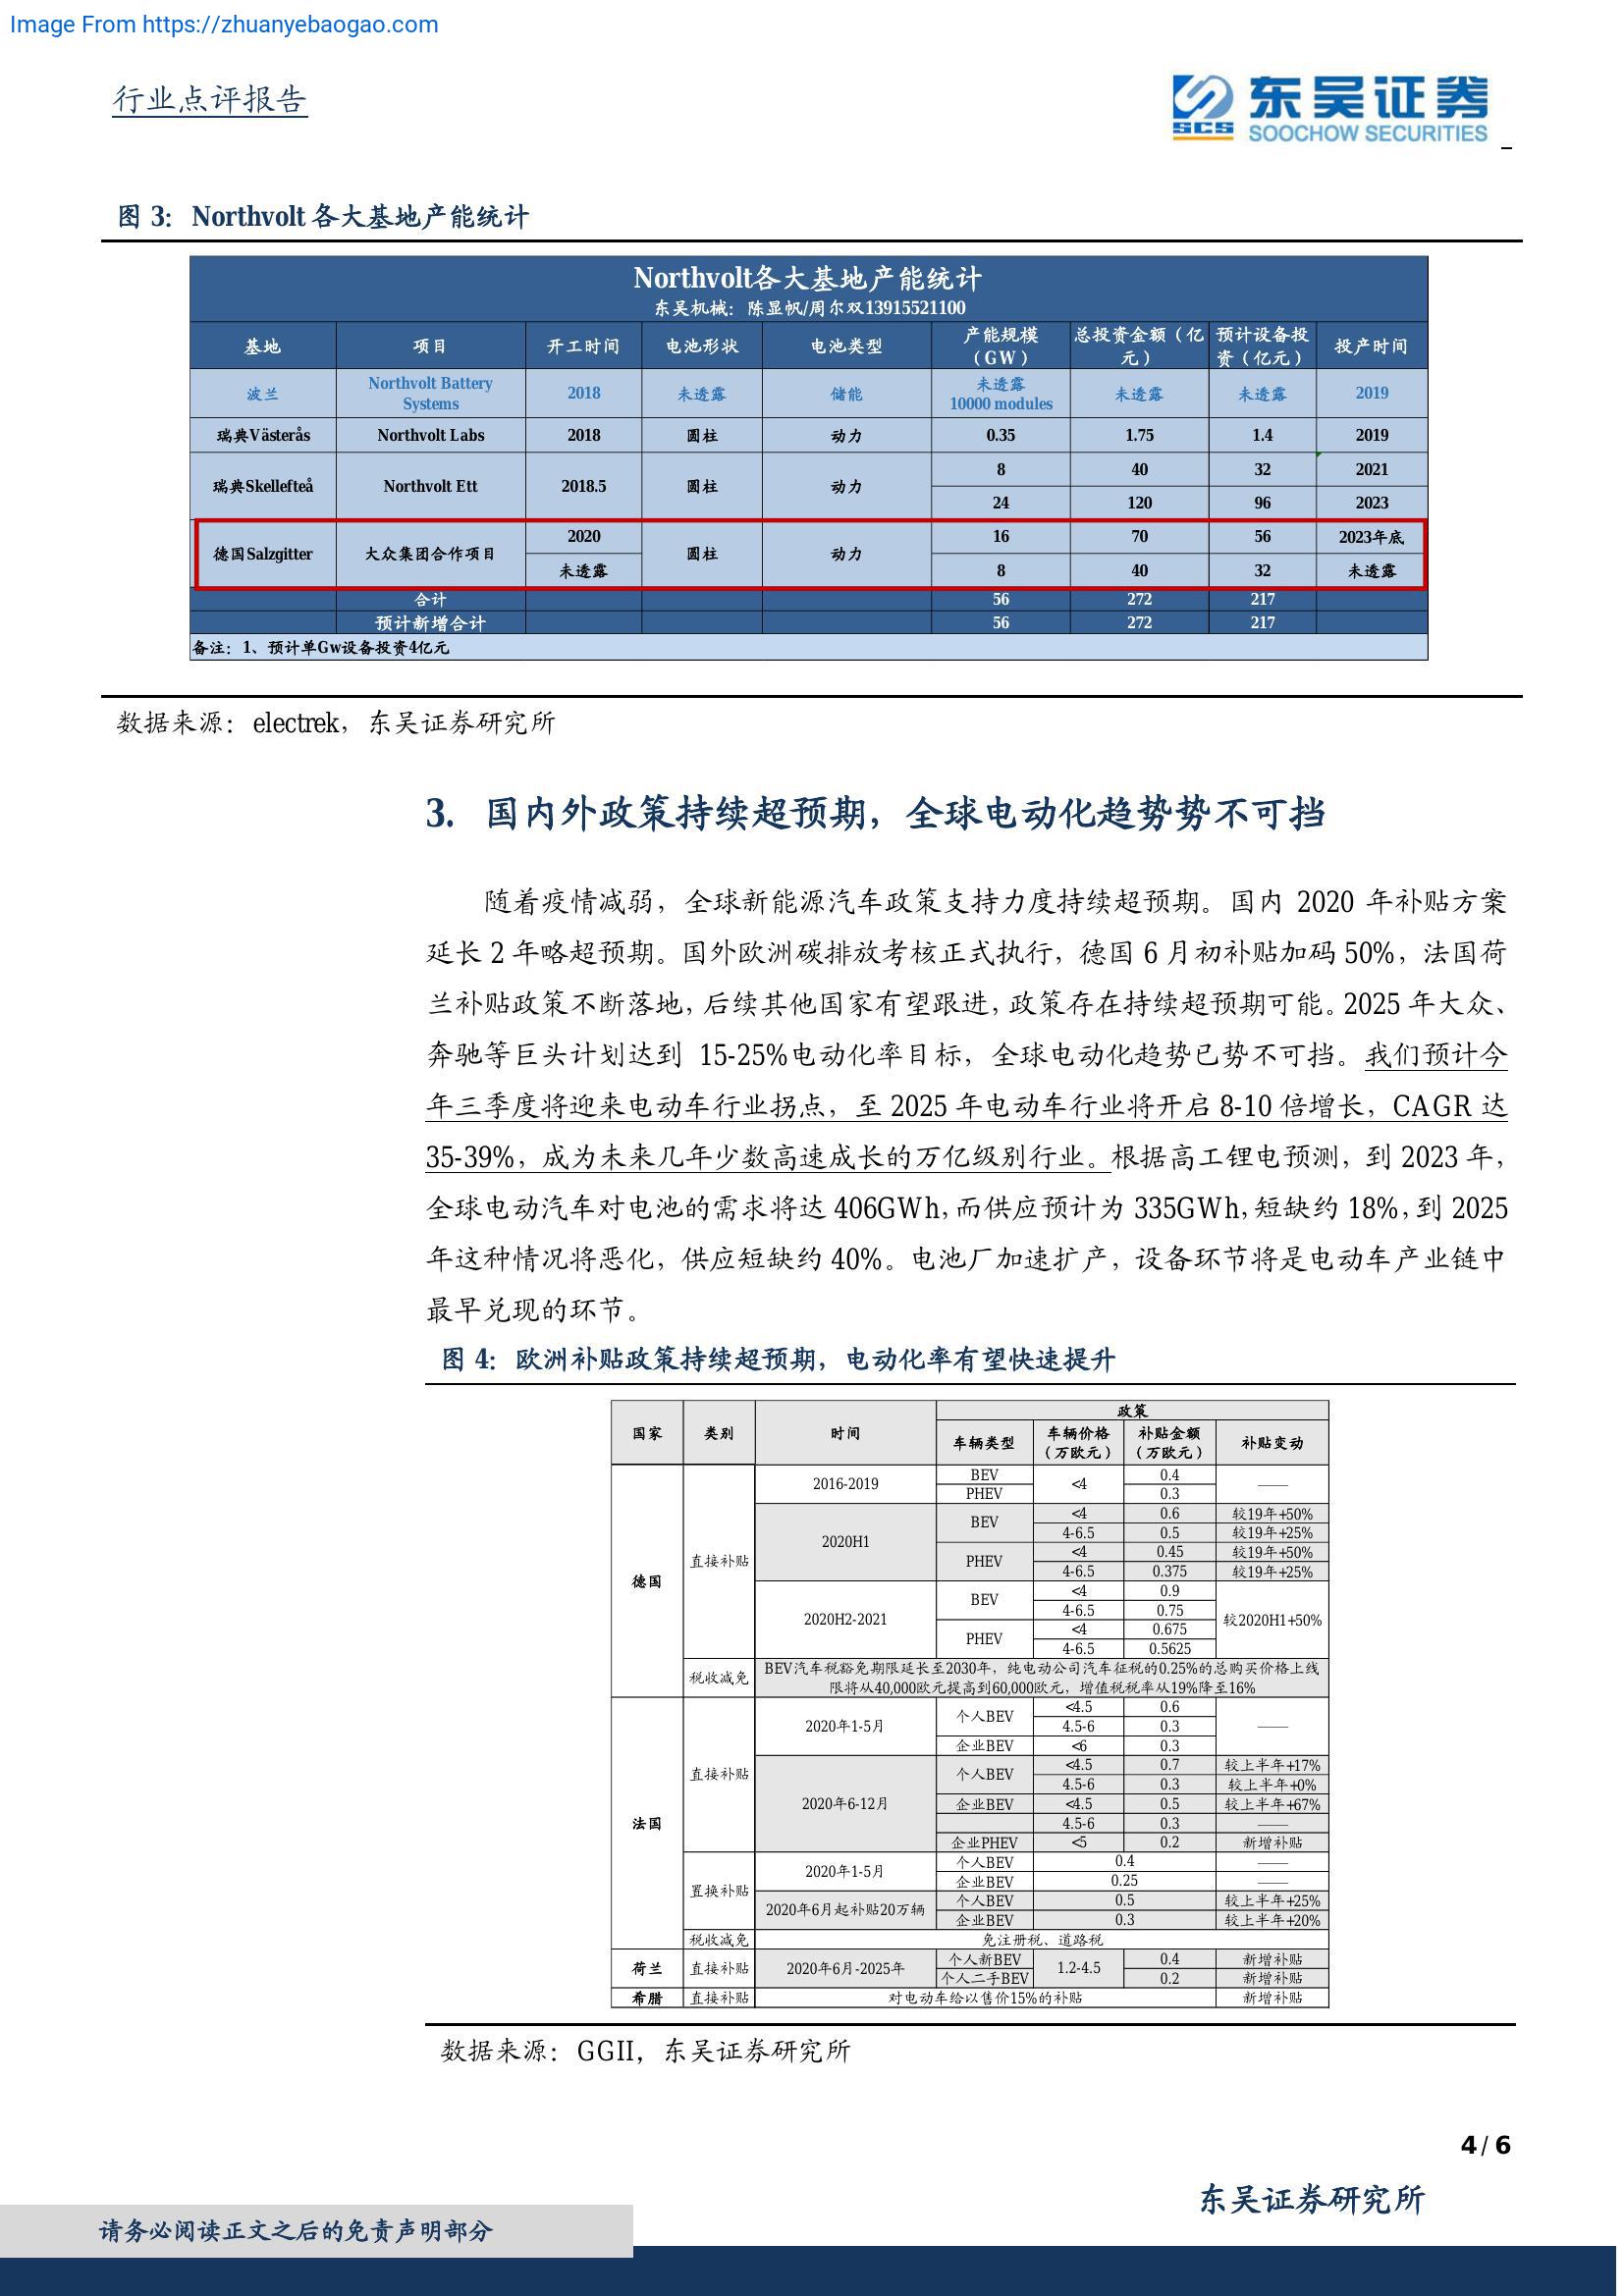 Image From https://zhuanyebaogao.com
行业点评报告
SCS 东吴证券
SOOCHOW SECURITIES
图 3： Northvolt 各大基地产能统计
Northvolt各大基地产能统计
东吴机械：陈显帆/周尔双13915521100
基地 项目 开工时间 电池形状 电池类型 产能规模（GW） 总投资金额（亿元） 预计设备投资（亿元） 投产时间
波兰 Northvolt Battery Systems 2018 未透露 储能 未透露 10000 modules 未透露 未透露 2019
瑞典Västerås Northvolt Labs 2018 圆柱 动力 0.35 1.75 1.4 2019
瑞典Skellefteå Northvolt Ett 2018.5 圆柱 动力 8 40 32 2021
24 120 96 2023
德国Salzgitter 大众集团合作项目 2020 圆柱 动力 16 70 56 2023年底
未透露 8 40 32 未透露
合计 56 272 217
预计新增合计 56 272 217
备注：1、预计单Gw设备投资4亿元
数据来源：electrek，东吴证券研究所
3. 国内外政策持续超预期，全球电动化趋势势不可挡
随着疫情减弱，全球新能源汽车政策支持力度持续超预期。国内 2020 年补贴方案
延长 2 年略超预期。国外欧洲碳排放考核正式执行，德国 6 月初补贴加码 50%，法国荷
兰补贴政策不断落地，后续其他国家有望跟进，政策存在持续超预期可能。2025 年大众、
奔驰等巨头计划达到 15-25%电动化率目标，全球电动化趋势已势不可挡。我们预计今
年三季度将迎来电动车行业拐点，至 2025 年电动车行业将开启 8-10 倍增长，CAGR 达
35-39%，成为未来几年少数高速成长的万亿级别行业。根据高工锂电预测，到 2023 年，
全球电动汽车对电池的需求将达 406GWh，而供应预计为 335GWh，短缺约 18%，到 2025
年这种情况将恶化，供应短缺约 40%。电池厂加速扩产，设备环节将是电动车产业链中
最早兑现的环节。
图 4：欧洲补贴政策持续超预期，电动化率有望快速提升
国家 类别 时间 政策
车辆类型 车辆价格（万欧元） 补贴金额（万欧元） 补贴变动
德国 直接补贴 2016-2019 BEV <4 0.4 ——
PHEV 0.3
2020H1 BEV <4 0.6 较19年+50%
4-6.5 0.5 较19年+25%
PHEV <4 0.45 较19年+50%
4-6.5 0.375 较19年+25%
2020H2-2021 BEV <4 0.9 较2020H1+50%
4-6.5 0.75
PHEV <4 0.675
4-6.5 0.5625
税收减免 BEV汽车税豁免期限延长至2030年，纯电动公司汽车征税的0.25%的总购买价格上线
限将从40,000欧元提高到60,000欧元，增值税税率从19%降至16%
法国 直接补贴 2020年1-5月 个人BEV <4.5 0.6 ——
4.5-6 0.3
企业BEV <6 0.3
2020年6-12月 个人BEV <4.5 0.7 较上半年+17%
4.5-6 0.3 较上半年+0%
企业BEV <4.5 0.5 较上半年+67%
4.5-6 0.3 ——
企业PHEV <5 0.2 新增补贴
置换补贴 2020年1-5月 个人BEV 0.4 ——
企业BEV 0.25 ——
2020年6月起补贴20万辆 个人BEV 0.5 较上半年+25%
企业BEV 0.3 较上半年+20%
税收减免 免注册税、道路税
荷兰 直接补贴 2020年6月-2025年 个人新BEV 1.2-4.5 0.4 新增补贴
个人二手BEV 0.2 新增补贴
希腊 直接补贴 对电动车给以售价15%的补贴 新增补贴
数据来源：GGII，东吴证券研究所
4 / 6
东吴证券研究所
请务必阅读正文之后的免责声明部分